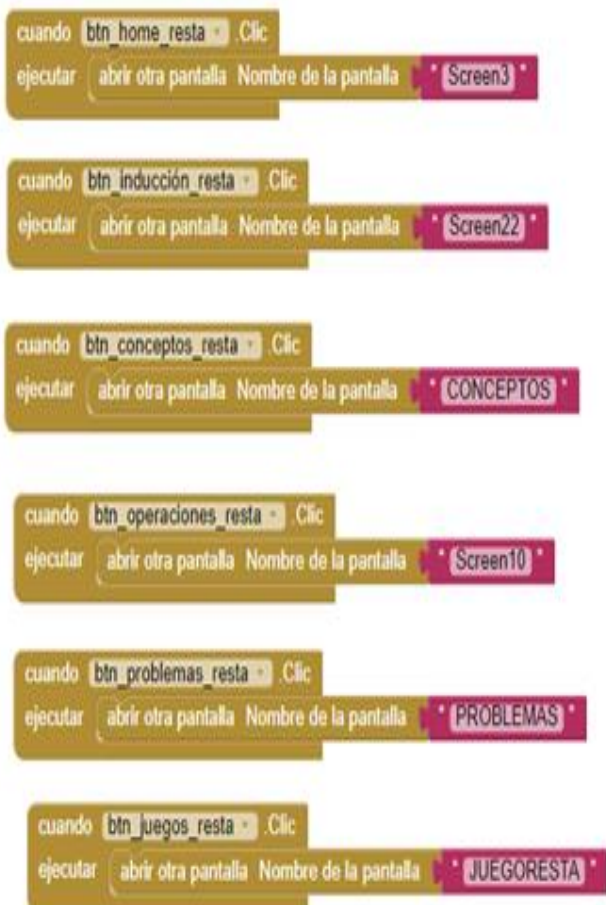 cuando btn_home_resta .Clic
ejecutar abrir otra pantalla Nombre de la pantalla " Screen3 "
cuando btn_inducción_resta .Clic
ejecutar abrir otra pantalla Nombre de la pantalla " Screen22 "
cuando btn_conceptos_resta .Clic
ejecutar abrir otra pantalla Nombre de la pantalla " CONCEPTOS "
cuando btn_operaciones_resta .Clic
ejecutar abrir otra pantalla Nombre de la pantalla " Screen10 "
cuando btn_problemas_resta .Clic
ejecutar abrir otra pantalla Nombre de la pantalla " PROBLEMAS "
cuando btn_juegos_resta .Clic
ejecutar abrir otra pantalla Nombre de la pantalla " JUEGORESTA "